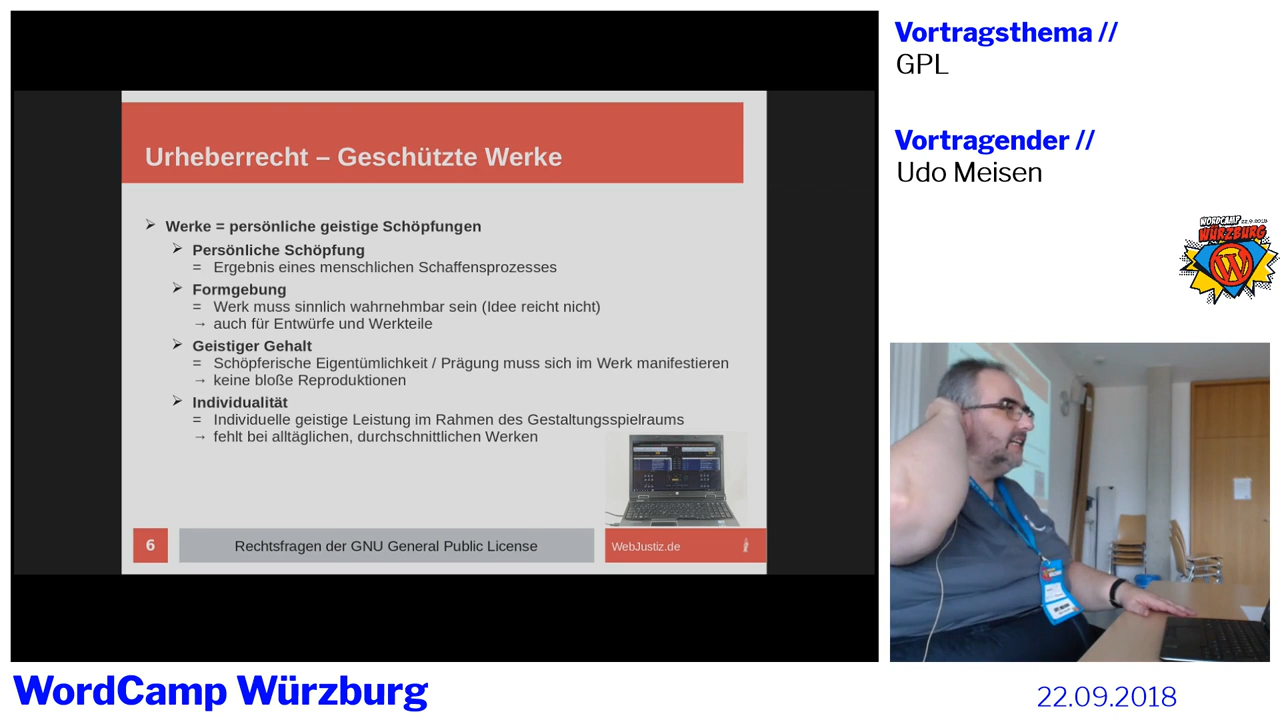 Vortragsthema //
GPL
Vortragender //
Udo Meisen
WORDCAMP 22.9.2018
WÜRZBURG
Urheberrecht – Geschützte Werke
➢ Werke = persönliche geistige Schöpfungen
➢ Persönliche Schöpfung
= Ergebnis eines menschlichen Schaffensprozesses
➢ Formgebung
= Werk muss sinnlich wahrnehmbar sein (Idee reicht nicht)
→ auch für Entwürfe und Werkteile
➢ Geistiger Gehalt
= Schöpferische Eigentümlichkeit / Prägung muss sich im Werk manifestieren
→ keine bloße Reproduktionen
➢ Individualität
= Individuelle geistige Leistung im Rahmen des Gestaltungsspielraums
→ fehlt bei alltäglichen, durchschnittlichen Werken
6
Rechtsfragen der GNU General Public License
WebJustiz.de
WordCamp Würzburg
22.09.2018